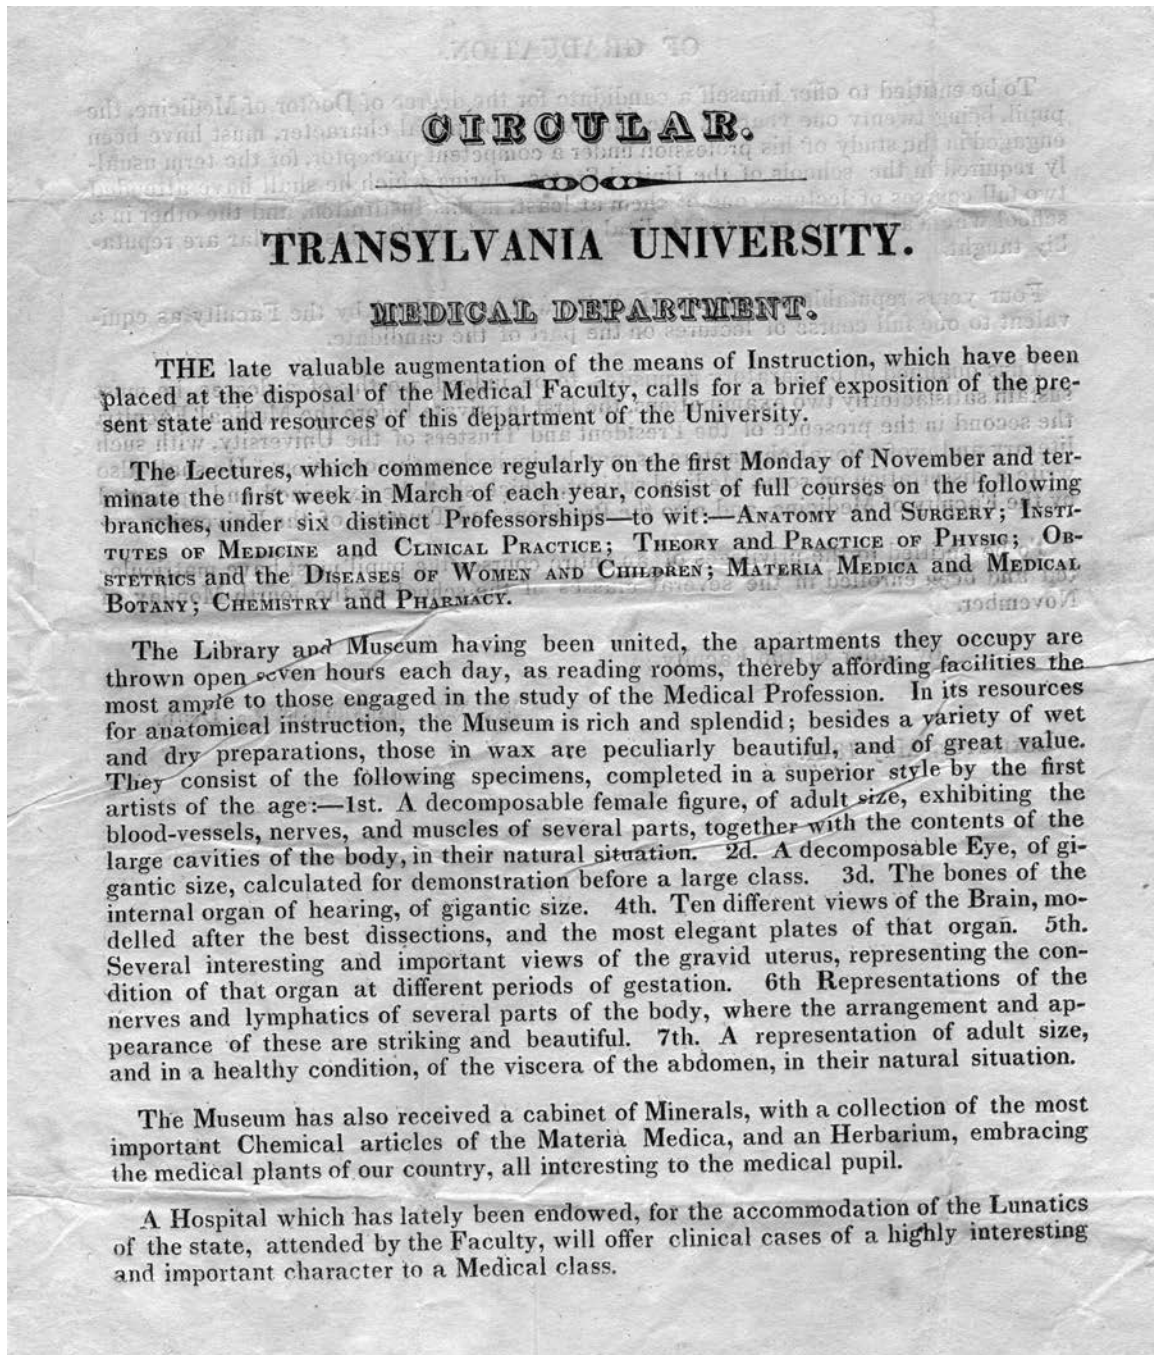 CIRCULAR.
TRANSYLVANIA UNIVERSITY.
MEDICAL DEPARTMENT.
THE late valuable augmentation of the means of Instruction, which have been
placed at the disposal of the Medical Faculty, calls for a brief exposition of the pre-
sent state and resources of this department of the University.
The Lectures, which commence regularly on the first Monday of November and ter-
minate the first week in March of each year, consist of full courses on the following
branches, under six distinct Professorships—to wit:—ANATOMY and SURGERY; INSTI-
TUTES OF MEDICINE and CLINICAL PRACTICE; THEORY and PRACTICE OF PHYSIC; OB-
STETRICS and the DISEASES OF WOMEN AND CHILDREN; MATERIA MEDICA and MEDICAL
BOTANY; CHEMISTRY and PHARMACY.
The Library and Museum having been united, the apartments they occupy are
thrown open seven hours each day, as reading rooms, thereby affording facilities the
most ample to those engaged in the study of the Medical Profession. In its resources
for anatomical instruction, the Museum is rich and splendid; besides a variety of wet
and dry preparations, those in wax are peculiarly beautiful, and of great value.
They consist of the following specimens, completed in a superior style by the first
artists of the age:—1st. A decomposable female figure, of adult size, exhibiting the
blood-vessels, nerves, and muscles of several parts, together with the contents of the
large cavities of the body, in their natural situation. 2d. A decomposable Eye, of gi-
gantic size, calculated for demonstration before a large class. 3d. The bones of the
internal organ of hearing, of gigantic size. 4th. Ten different views of the Brain, mo-
delled after the best dissections, and the most elegant plates of that organ. 5th.
Several interesting and important views of the gravid uterus, representing the con-
dition of that organ at different periods of gestation. 6th Representations of the
nerves and lymphatics of several parts of the body, where the arrangement and ap-
pearance of these are striking and beautiful. 7th. A representation of adult size,
and in a healthy condition, of the viscera of the abdomen, in their natural situation.
The Museum has also received a cabinet of Minerals, with a collection of the most
important Chemical articles of the Materia Medica, and an Herbarium, embracing
the medical plants of our country, all interesting to the medical pupil.
A Hospital which has lately been endowed, for the accommodation of the Lunatics
of the state, attended by the Faculty, will offer clinical cases of a highly interesting
and important character to a Medical class.